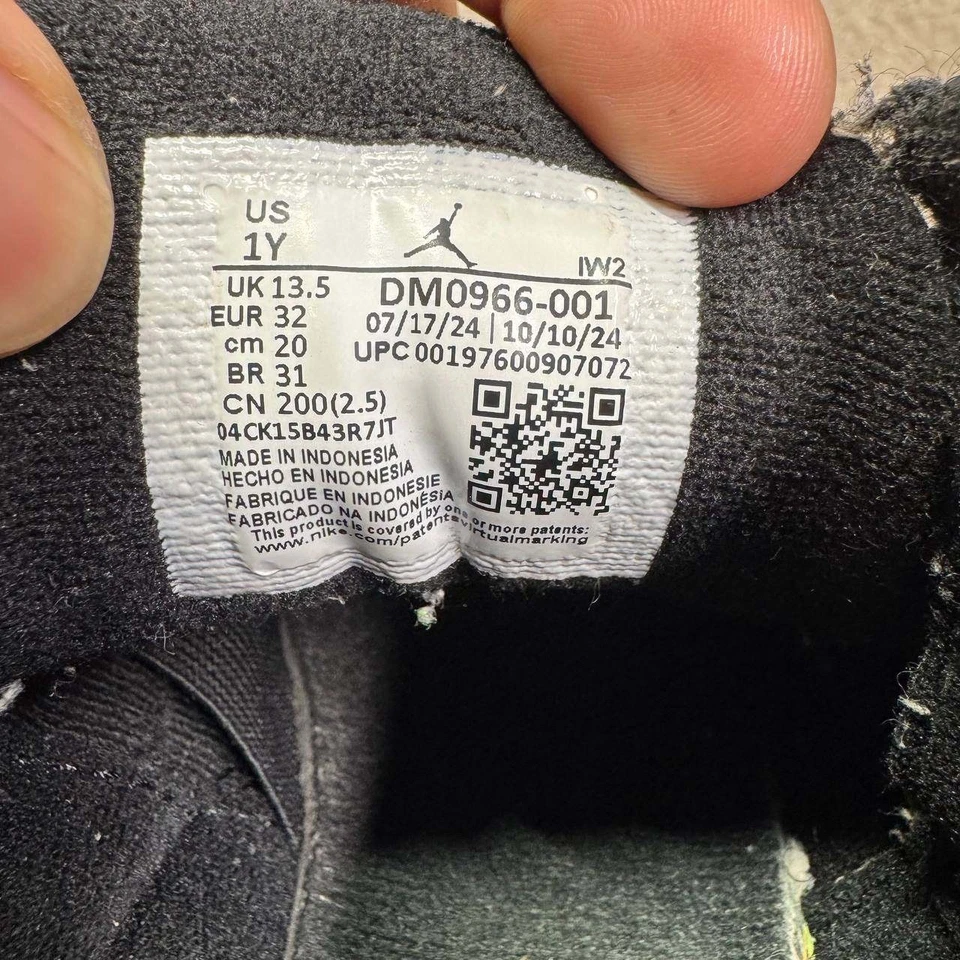 US
1Y
IW2
UK 13.5
EUR 32
cm 20
BR 31
CN 200(2.5)
DM0966-001
07/17/24 | 10/10/24
UPC 00197600907072
04CK15B43R7JT
MADE IN INDONESIA
HECHO EN INDONESIA
FABRIQUE EN INDONESIE
FABRICADO NA INDONÉSIA
This product is covered by one or more patents:
www.nike.com/patentsvirtualmarking